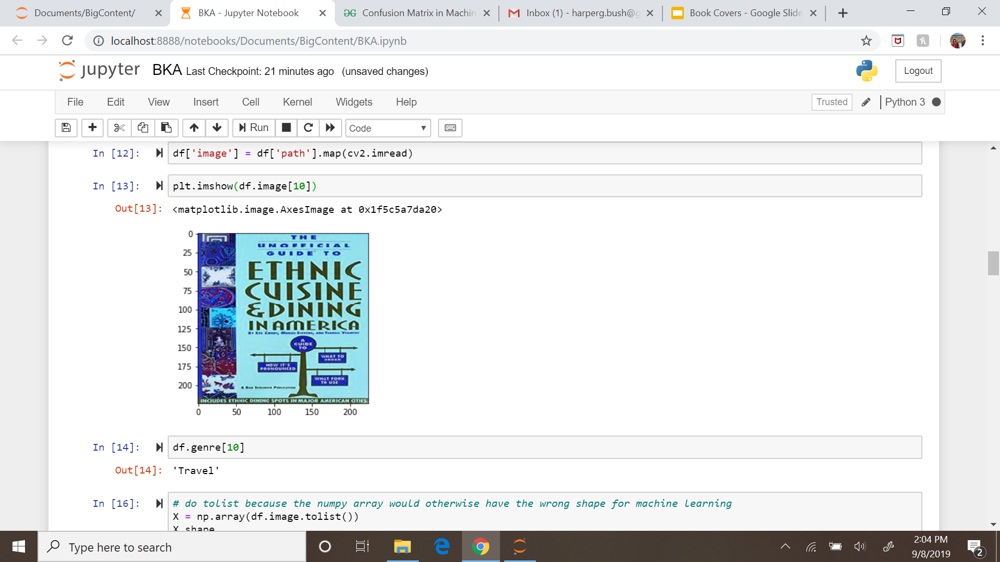 Documents/BigContent/
BKA - Jupyter Notebook
Confusion Matrix in Machin
Inbox (1) - harperg.bush@g
Book Covers - Google Slide
localhost:8888/notebooks/Documents/BigContent/BKA.ipynb
jupyter BKA Last Checkpoint: 21 minutes ago (unsaved changes)
Logout
File Edit View Insert Cell Kernel Widgets Help
Trusted Python 3
Run Code
In [12]: df['image'] = df['path'].map(cv2.imread)
In [13]: plt.imshow(df.image[10])
Out[13]: <matplotlib.image.AxesImage at 0x1f5c5a7da20>
0
25
50
75
100
125
150
175
200
THE
UNOFFICIAL
GUIDE TO
ETHNIC
CUISINE
& DINING
IN AMERICA
A
GUIDE
TO
WHAT TO
ORDER
HOW IT'S
PRONOUNCED
WHAT FORK
TO USE
INCLUDES ETHNIC DINING SPOTS IN MAJOR AMERICAN CITIES
0 50 100 150 200
In [14]: df.genre[10]
Out[14]: 'Travel'
In [16]: # do tolist because the numpy array would otherwise have the wrong shape for machine learning
X = np.array(df.image.tolist())
X.shape
Type here to search
2:04 PM
9/8/2019
2